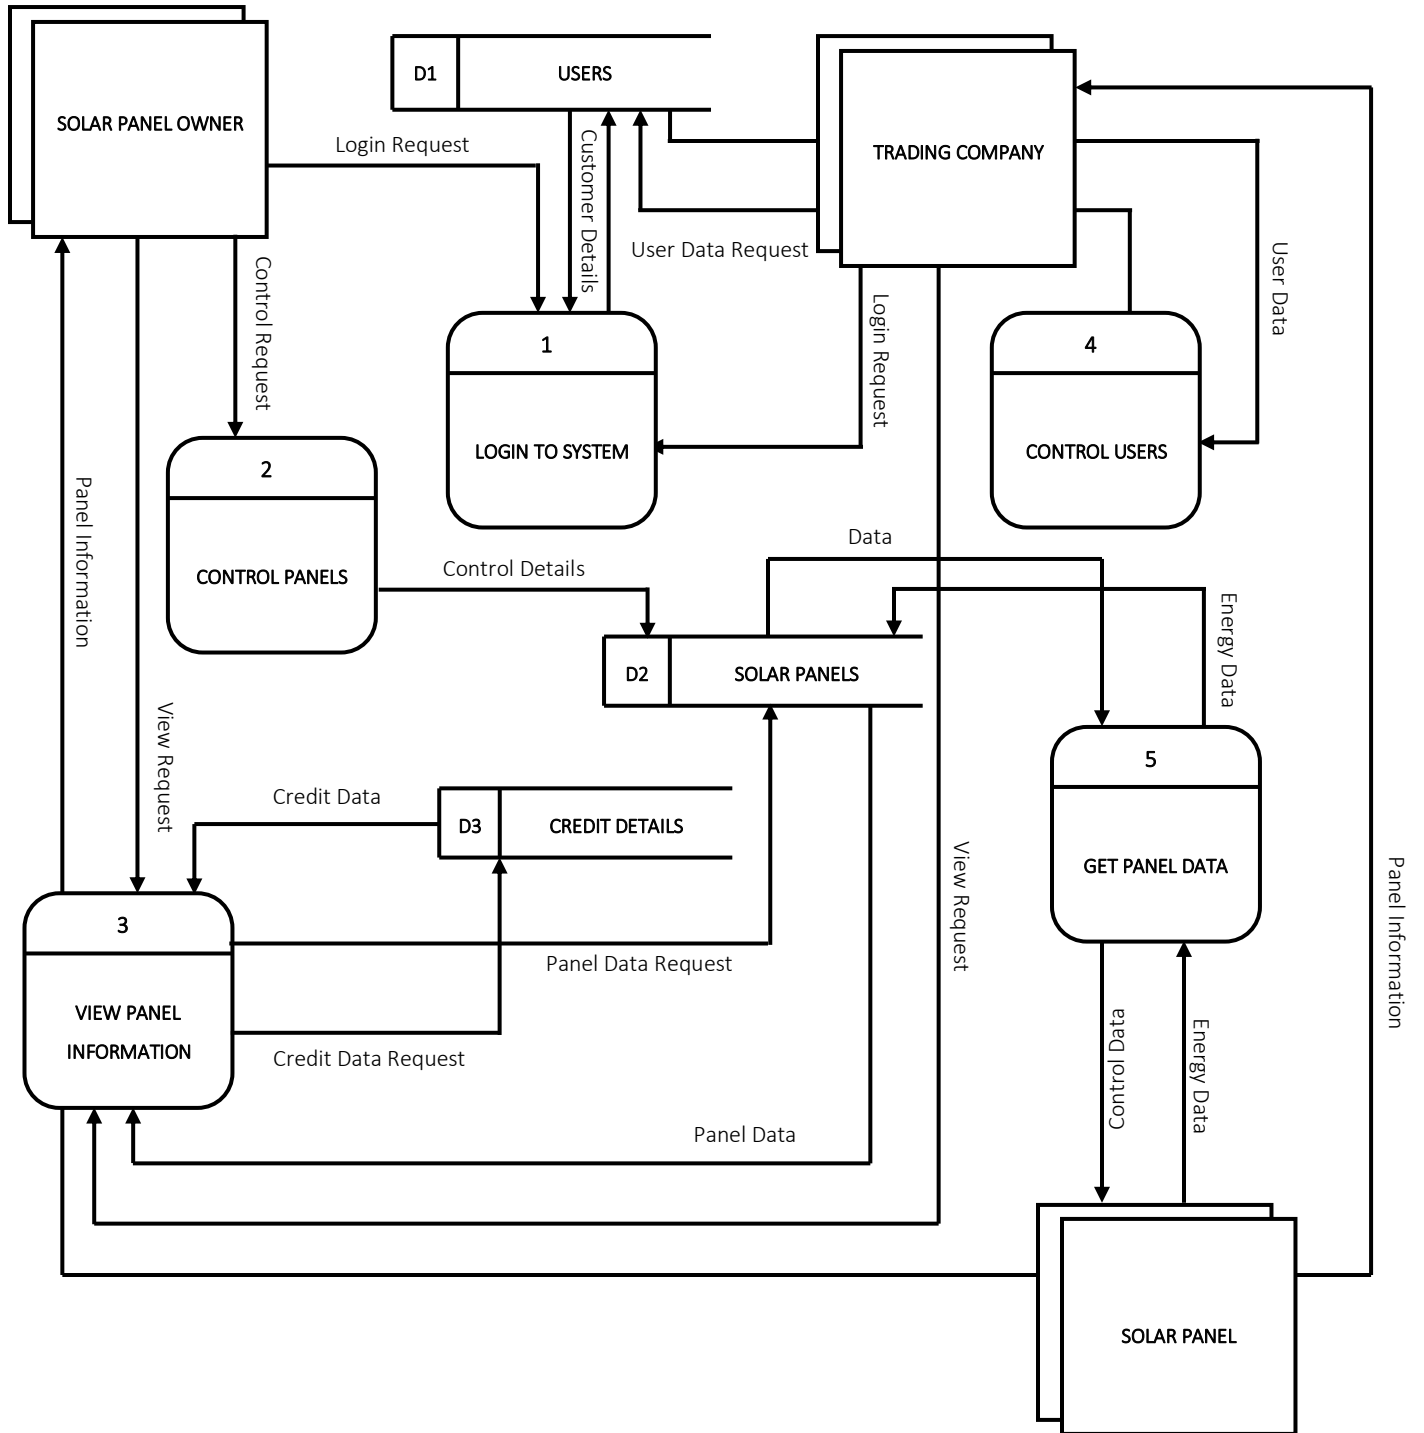 D1
USERS
SOLAR PANEL OWNER
TRADING COMPANY
Login Request
Customer Details
User Data Request
User Data
Control Request
Login Request
1
LOGIN TO SYSTEM
4
CONTROL USERS
2
CONTROL PANELS
Panel Information
Data
Control Details
Energy Data
D2
SOLAR PANELS
View Request
5
GET PANEL DATA
Credit Data
D3
CREDIT DETAILS
View Request
Panel Information
3
VIEW PANEL
INFORMATION
Panel Data Request
Credit Data Request
Control Data
Energy Data
Panel Data
SOLAR PANEL